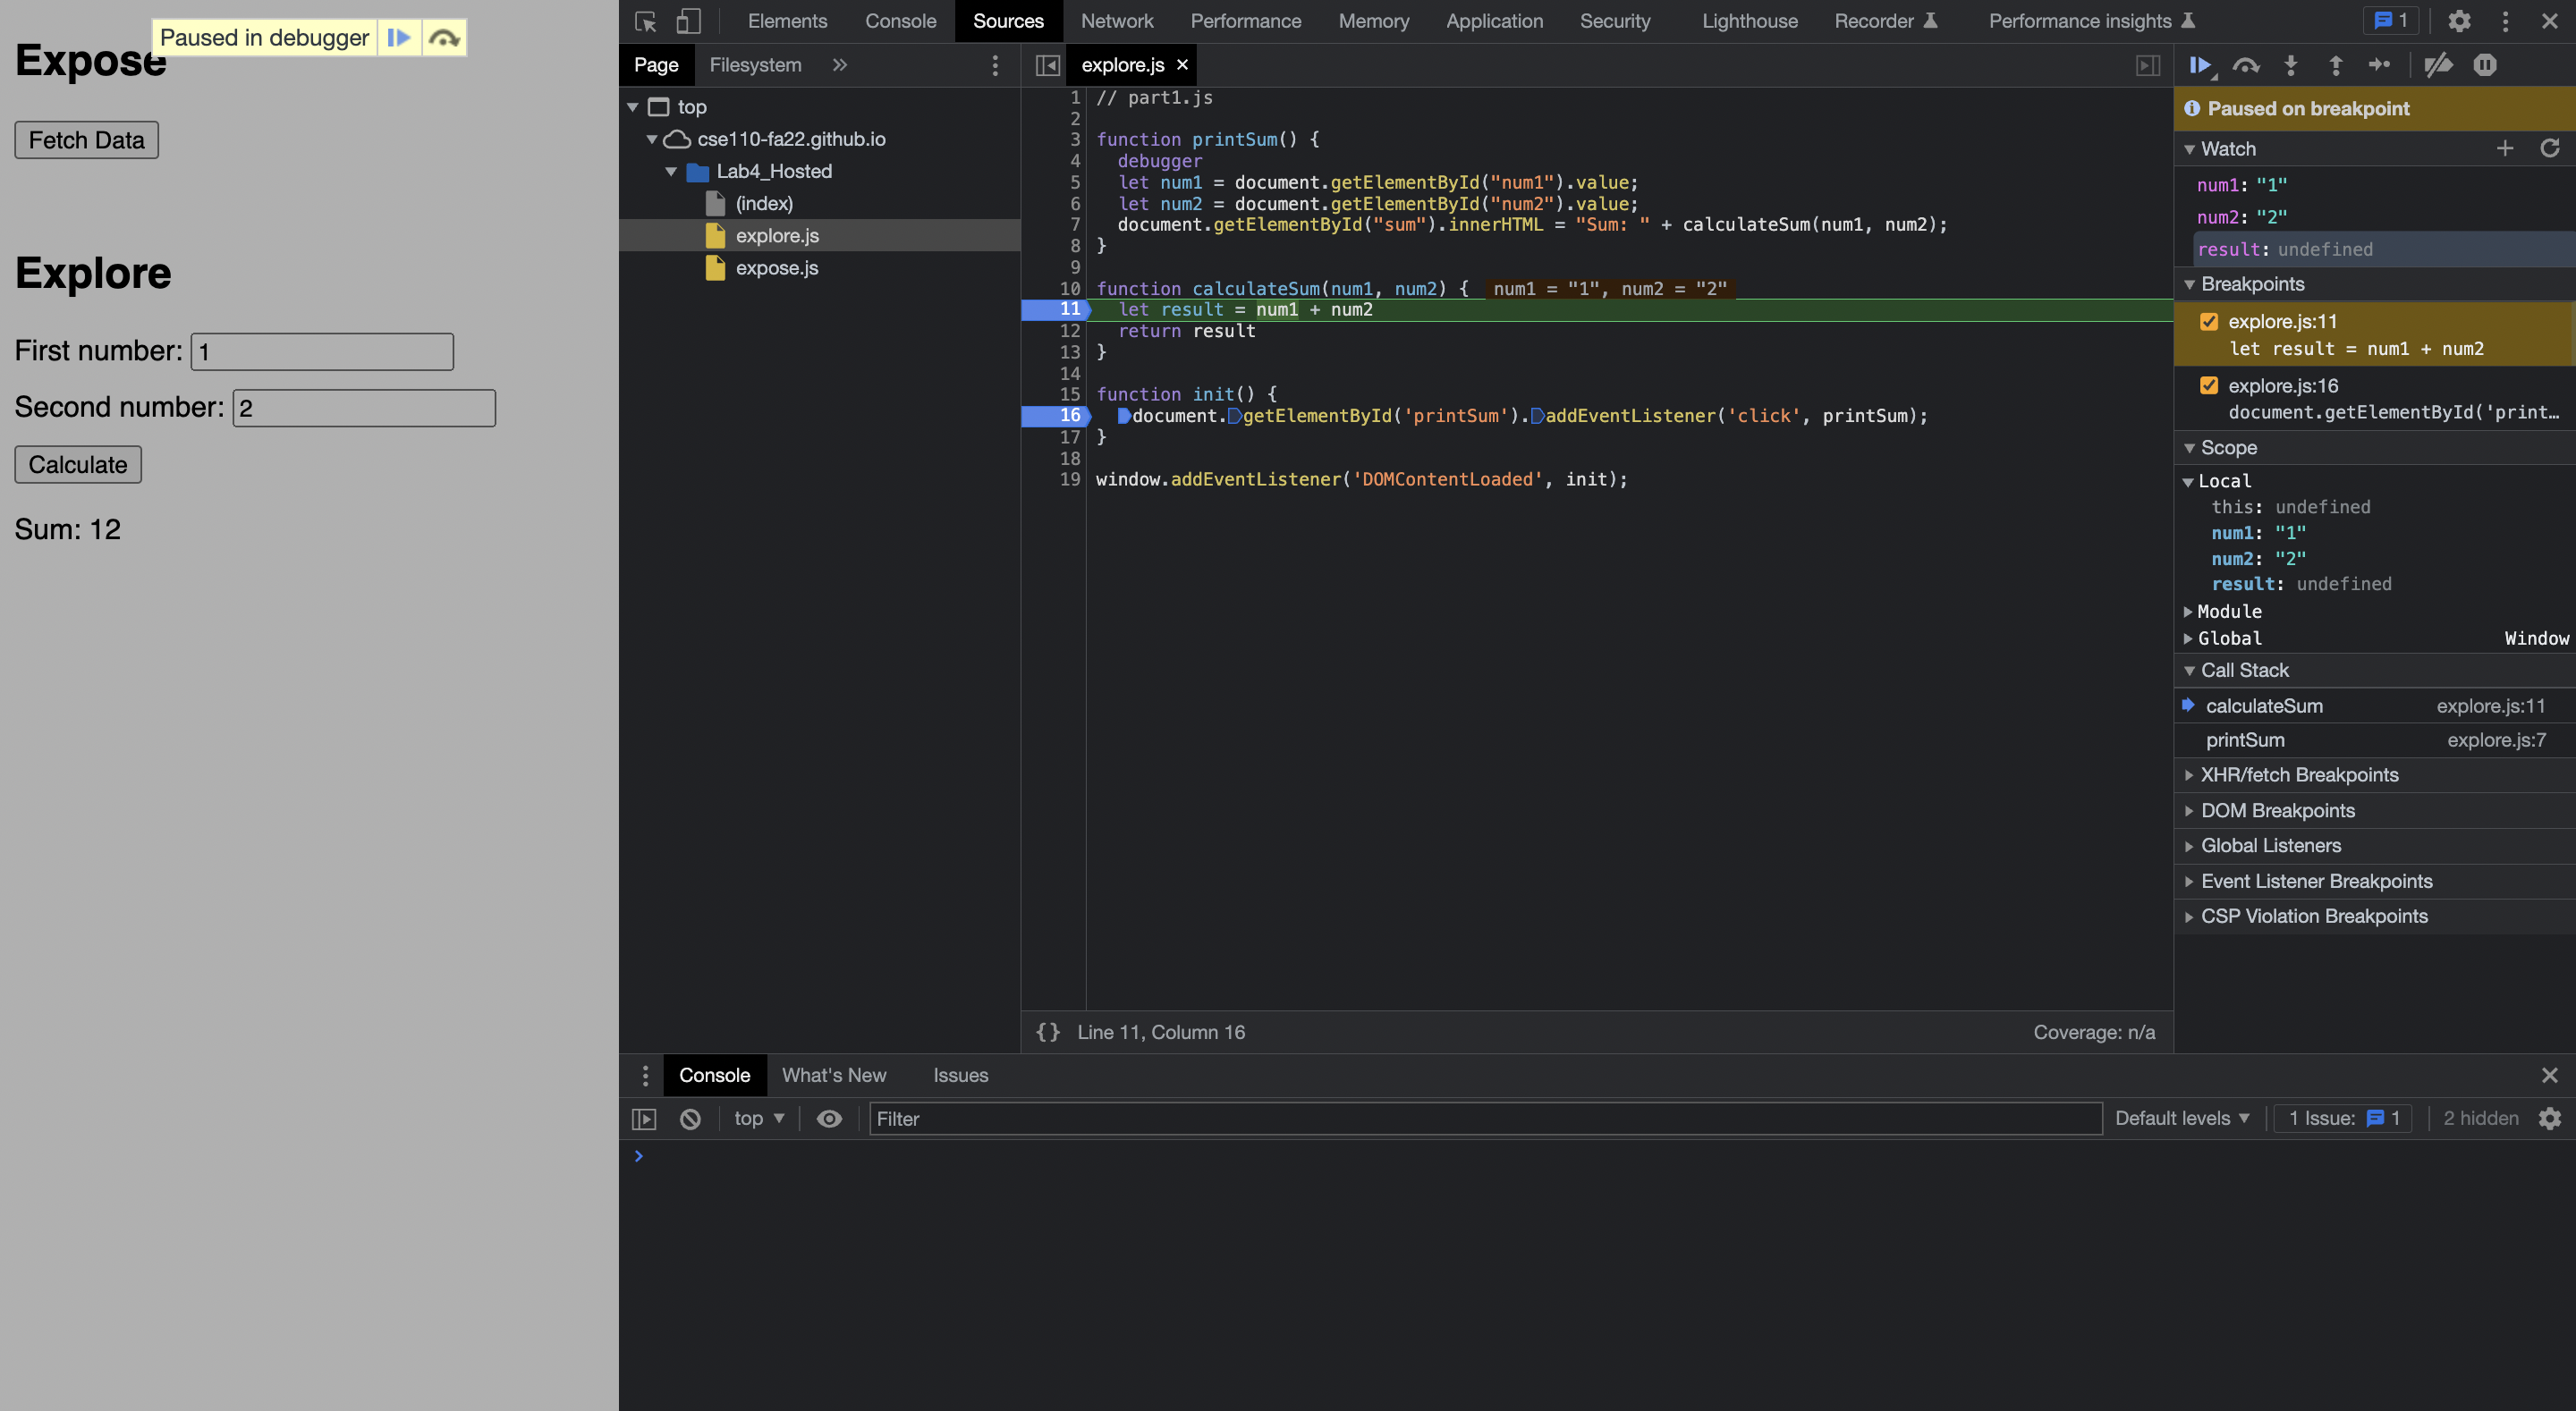 Expose
Paused in debugger
Fetch Data
Explore
First number: 1
Second number: 2
Calculate
Sum: 12
Elements Console Sources Network Performance Memory Application Security Lighthouse Recorder Performance insights 1
Page Filesystem »
top
cse110-fa22.github.io
Lab4_Hosted
(index)
explore.js
expose.js
explore.js ×
1 // part1.js
2
3 function printSum() {
4 debugger
5 let num1 = document.getElementById("num1").value;
6 let num2 = document.getElementById("num2").value;
7 document.getElementById("sum").innerHTML = "Sum: " + calculateSum(num1, num2);
8 }
9
10 function calculateSum(num1, num2) { num1 = "1", num2 = "2"
11 let result = num1 + num2
12 return result
13 }
14
15 function init() {
16 document.getElementById('printSum').addEventListener('click', printSum);
17 }
18
19 window.addEventListener('DOMContentLoaded', init);
{} Line 11, Column 16
Coverage: n/a
Paused on breakpoint
Watch
num1: "1"
num2: "2"
result: undefined
Breakpoints
explore.js:11
let result = num1 + num2
explore.js:16
document.getElementById('print…
Scope
Local
this: undefined
num1: "1"
num2: "2"
result: undefined
Module
Global Window
Call Stack
calculateSum explore.js:11
printSum explore.js:7
XHR/fetch Breakpoints
DOM Breakpoints
Global Listeners
Event Listener Breakpoints
CSP Violation Breakpoints
Console What's New Issues
top Filter Default levels 1 Issue: 1 2 hidden